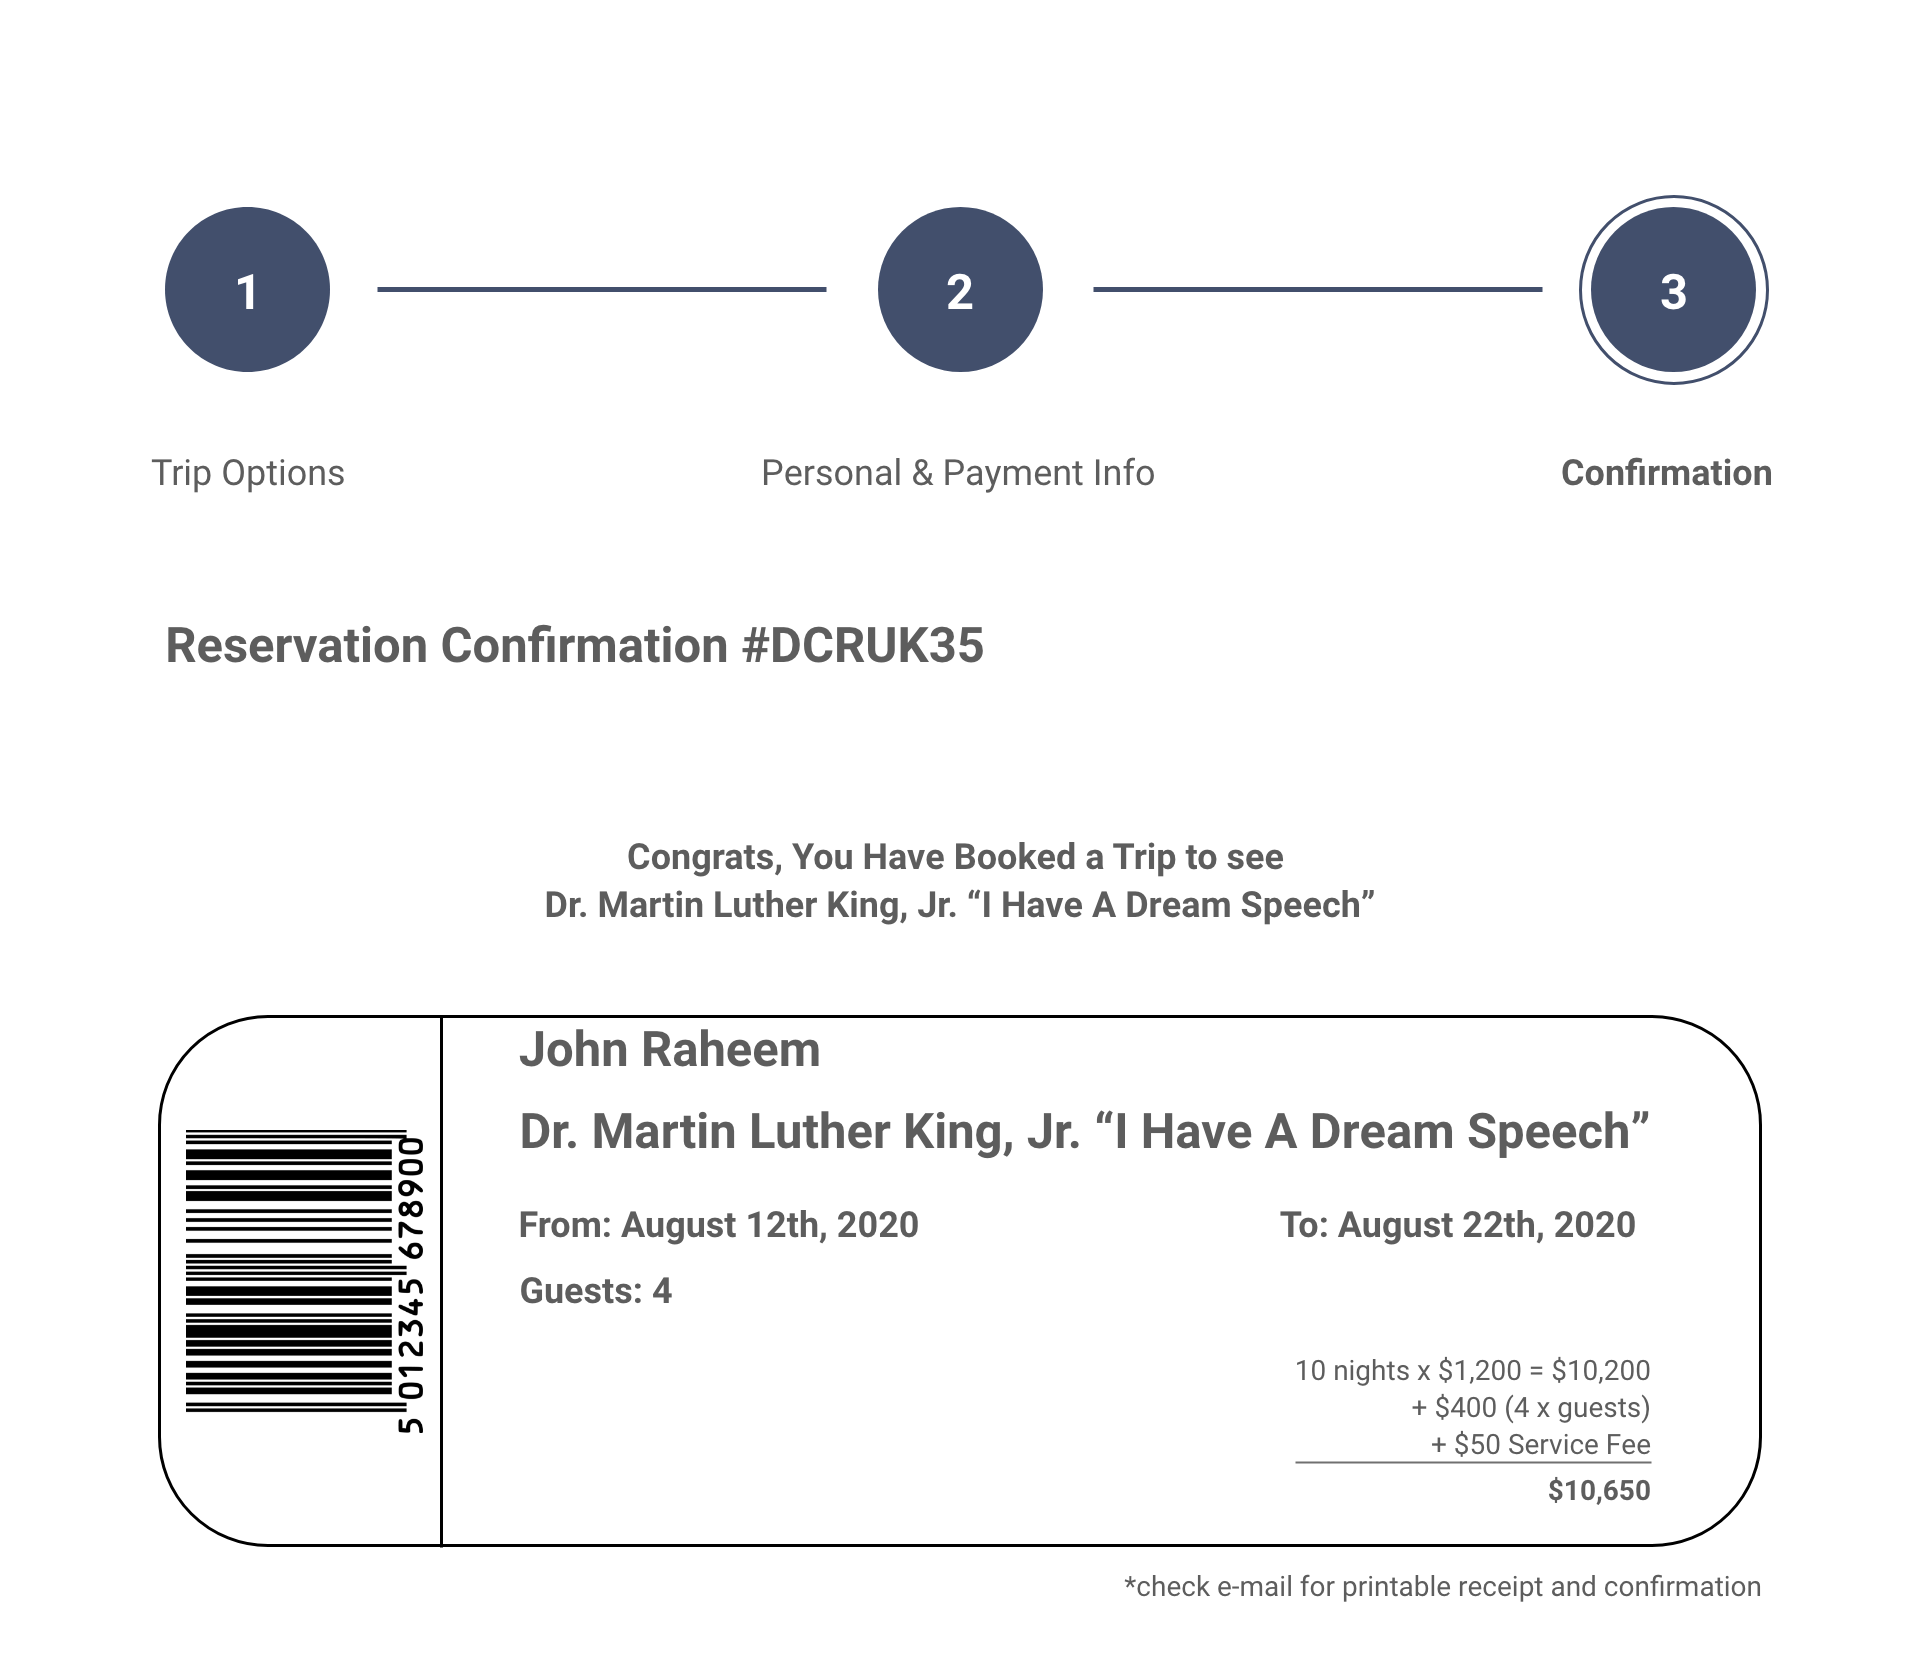 1
2
3
Trip Options
Personal & Payment Info
Confirmation
Reservation Confirmation #DCRUK35
Congrats, You Have Booked a Trip to see
Dr. Martin Luther King, Jr. “I Have A Dream Speech”
5 012345 678900
John Raheem
Dr. Martin Luther King, Jr. “I Have A Dream Speech”
From: August 12th, 2020
To: August 22th, 2020
Guests: 4
10 nights x $1,200 = $10,200
+ $400 (4 x guests)
+ $50 Service Fee
$10,650
*check e-mail for printable receipt and confirmation